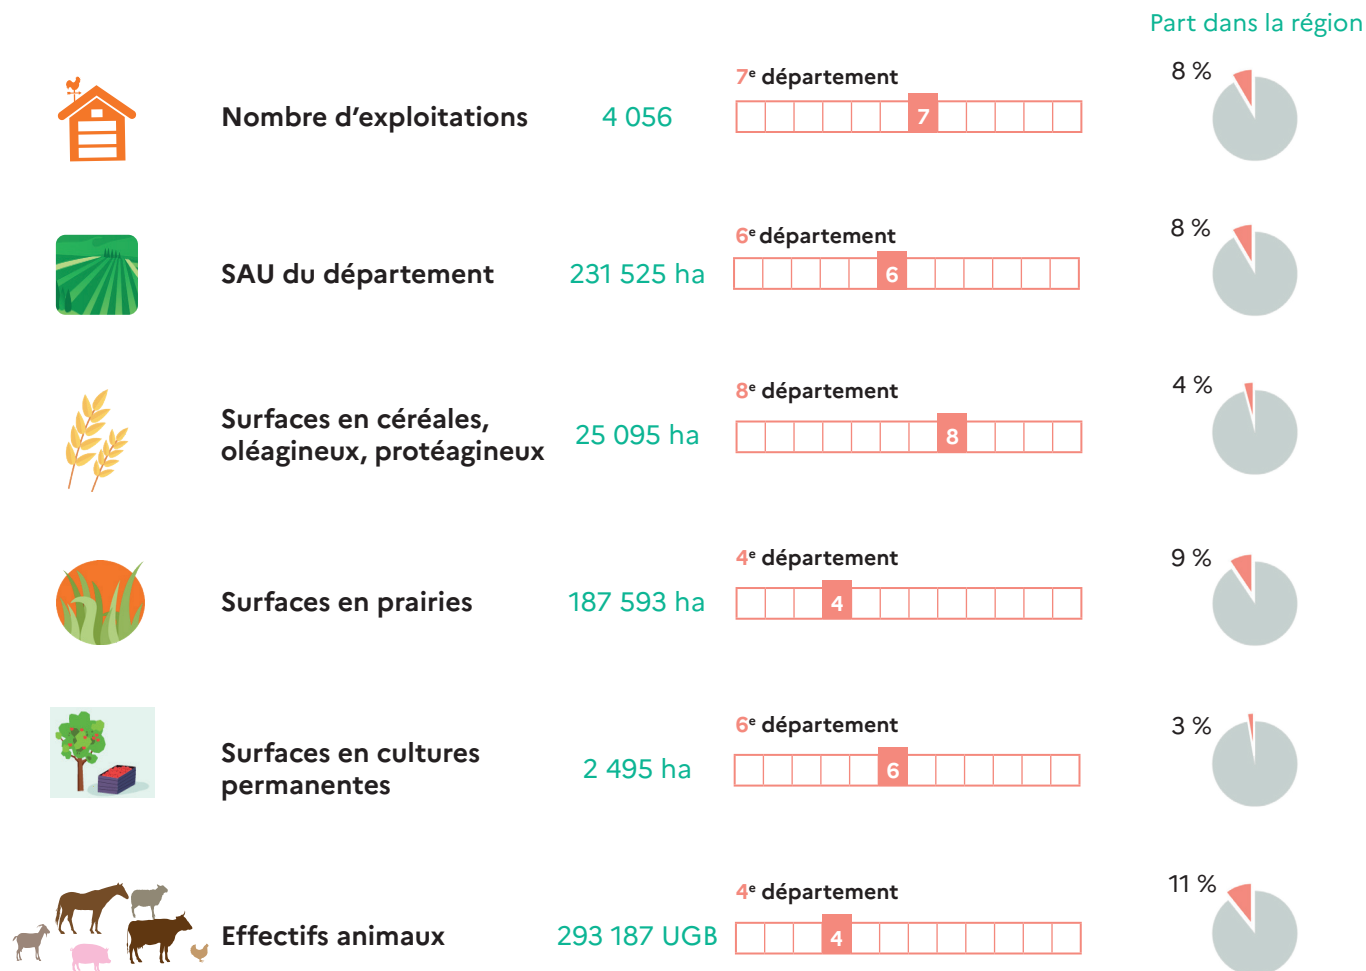 Part dans la région
Nombre d’exploitations
4 056
7e département
7
8 %
SAU du département
231 525 ha
6e département
6
8 %
Surfaces en céréales,
oléagineux, protéagineux
25 095 ha
8e département
8
4 %
Surfaces en prairies
187 593 ha
4e département
4
9 %
Surfaces en cultures
permanentes
2 495 ha
6e département
6
3 %
Effectifs animaux
293 187 UGB
4e département
4
11 %